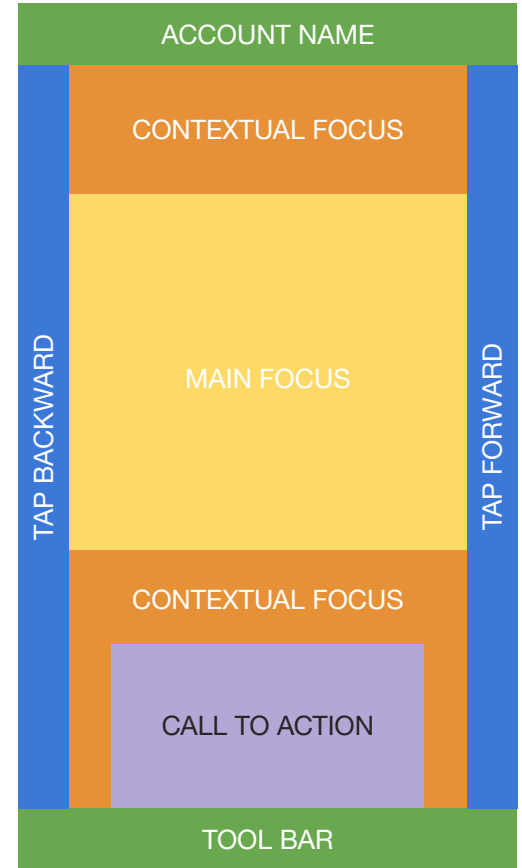 ACCOUNT NAME
CONTEXTUAL FOCUS
MAIN FOCUS
TAP BACKWARD
TAP FORWARD
CONTEXTUAL FOCUS
CALL TO ACTION
TOOL BAR